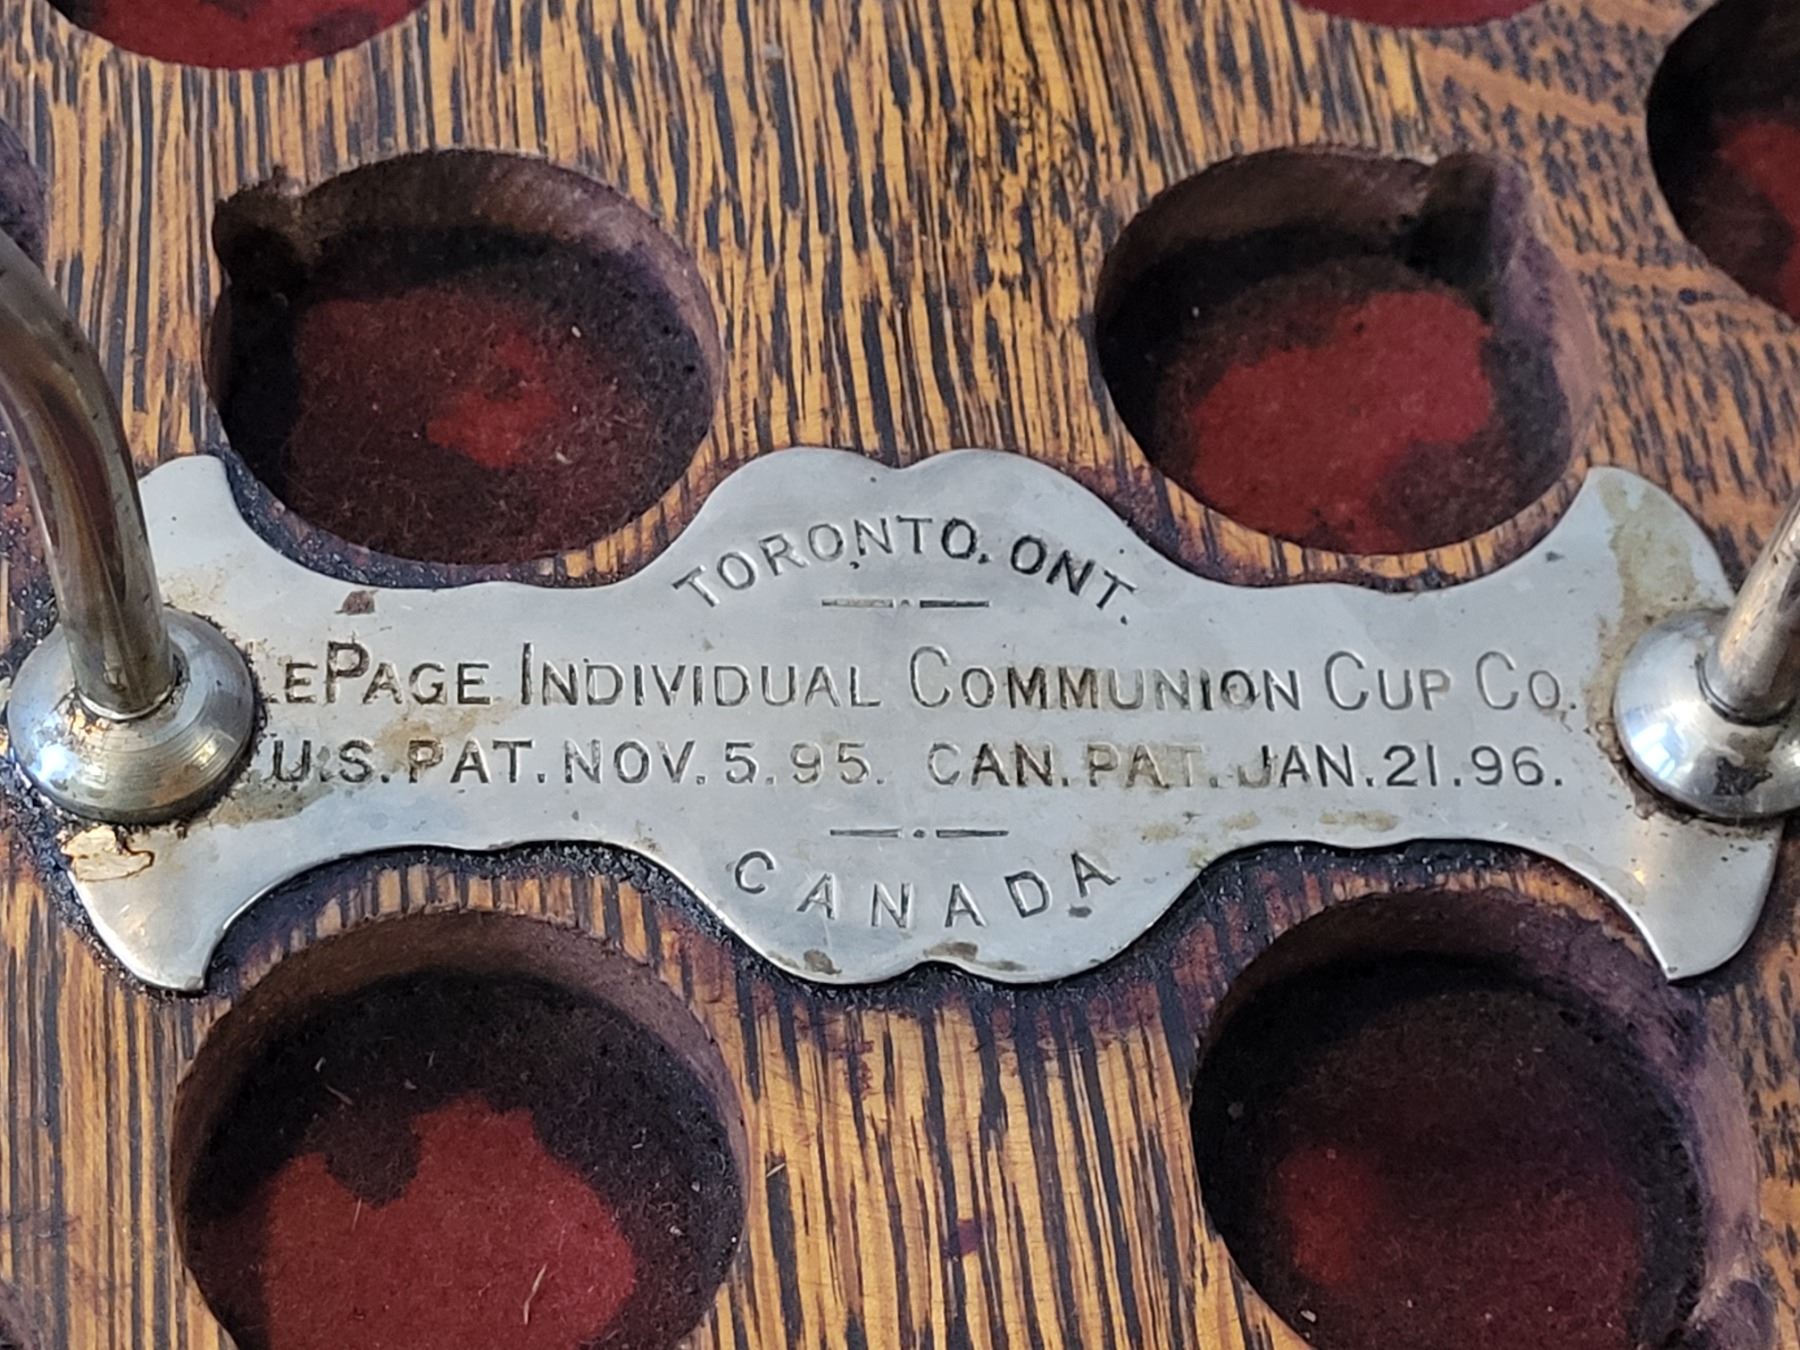 TORONTO, ONT.
LEPAGE INDIVIDUAL COMMUNION CUP CO.
U.S. PAT. NOV. 5. 95. CAN. PAT. JAN. 21. 96.
CANADA